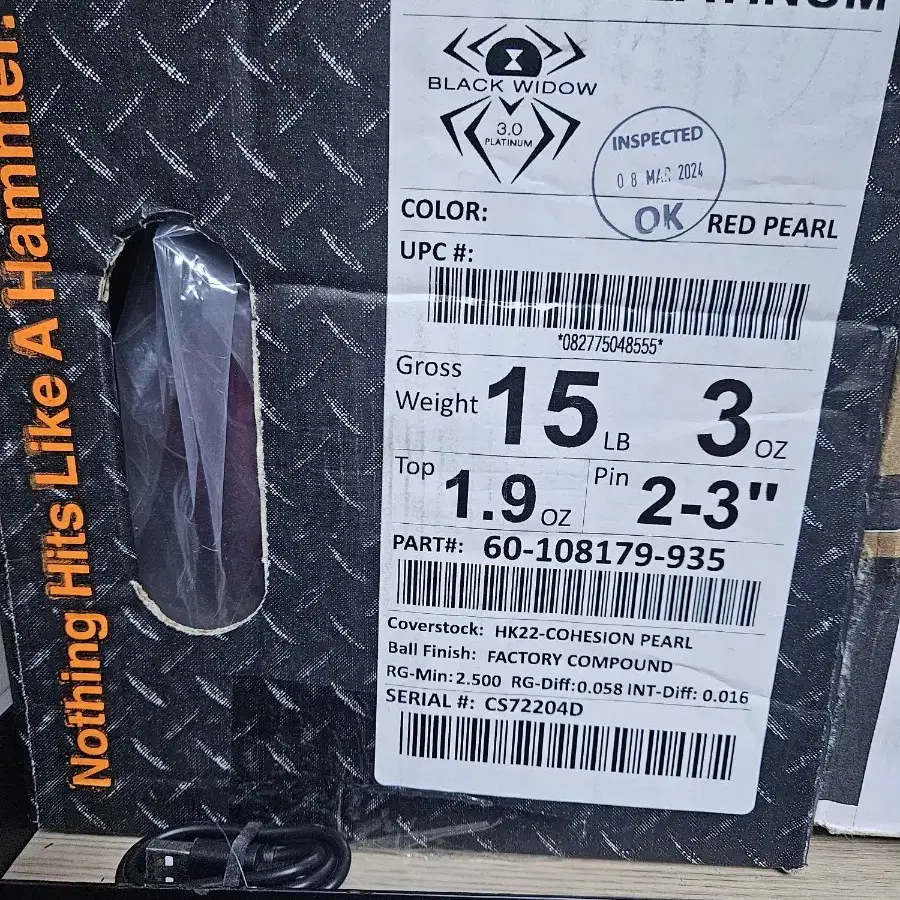 Nothing Hits Like A Hammer.
PLATINUM
BLACK WIDOW
3.0
PLATINUM
INSPECTED
08 MAR 2024
OK
COLOR: RED PEARL
UPC #:
*082775048555*
Gross Weight 15 LB 3 OZ
Top 1.9 OZ Pin 2-3"
PART#: 60-108179-935
Coverstock: HK22-COHESION PEARL
Ball Finish: FACTORY COMPOUND
RG-Min: 2.500 RG-Diff: 0.058 INT-Diff: 0.016
SERIAL #: CS72204D